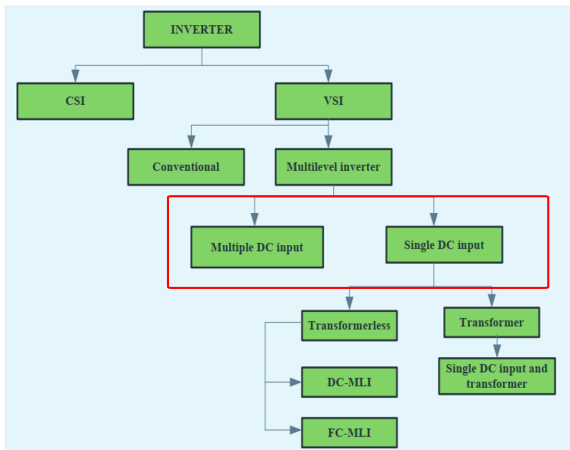 INVERTER
CSI
VSI
Conventional
Multilevel inverter
Multiple DC input
Single DC input
Transformerless
Transformer
DC-MLI
Single DC input and
transformer
FC-MLI